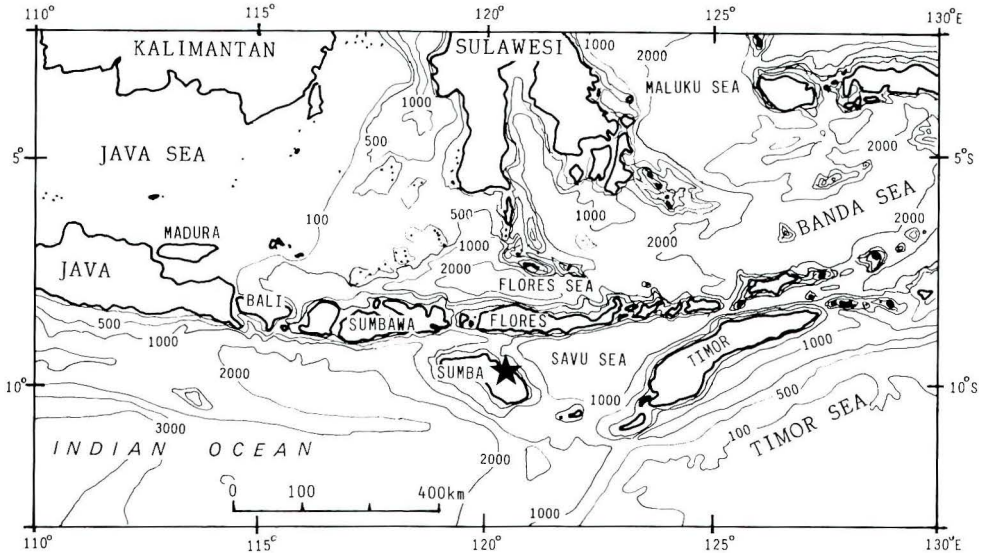 110° 115° 120° 125° 130°E
KALIMANTAN
SULAWESI
1000
2000
MALUKU SEA
1000
JAVA SEA
500
2000
5° 5°S
100
500
1000
BANDA SEA
MADURA
1000
2000
2000
JAVA
2000
FLORES SEA
BALI
SUMBAWA
FLORES
500
1000
SAVU SEA
TIMOR
1000
2000
SUMBA
10° 10°S
1000
500
100
TIMOR SEA
3000
INDIAN OCEAN
2000
0 100 400km
1000
110° 115° 120° 125° 130°E